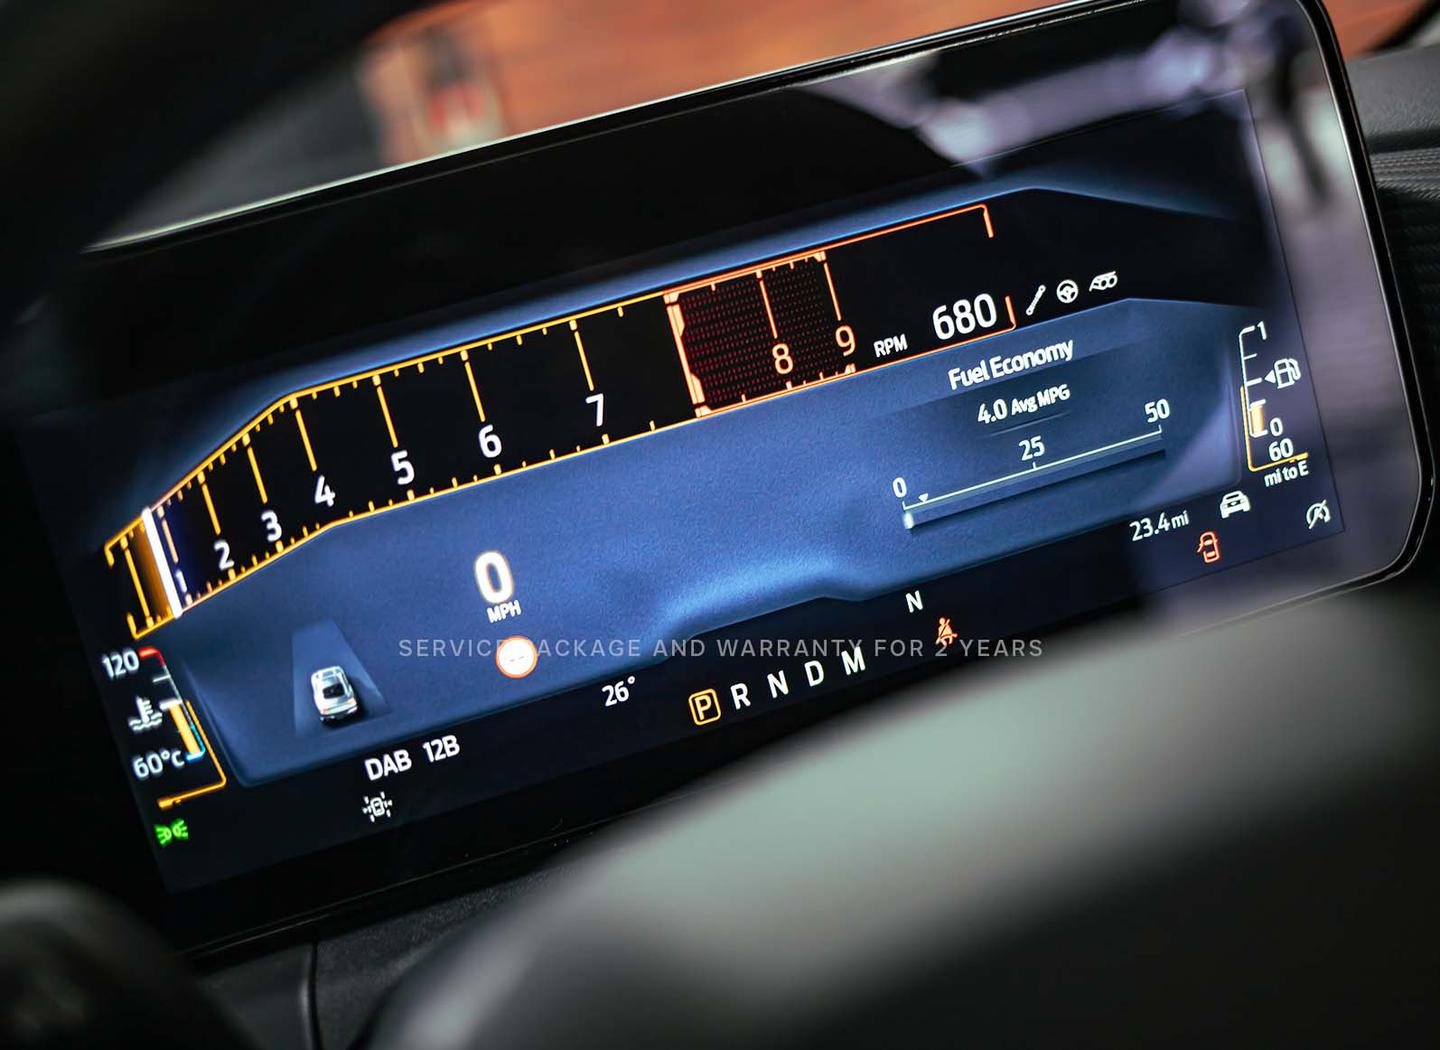 1 2 3 4 5 6 7 8 9 RPM 680
Fuel Economy
4.0 Avg MPG
0 25 50
1
0
60
mi to E
23.4 mi
0
MPH
N
--
SERVICE PACKAGE AND WARRANTY FOR 2 YEARS
120
60°c
26°
P R N D M
DAB 12B